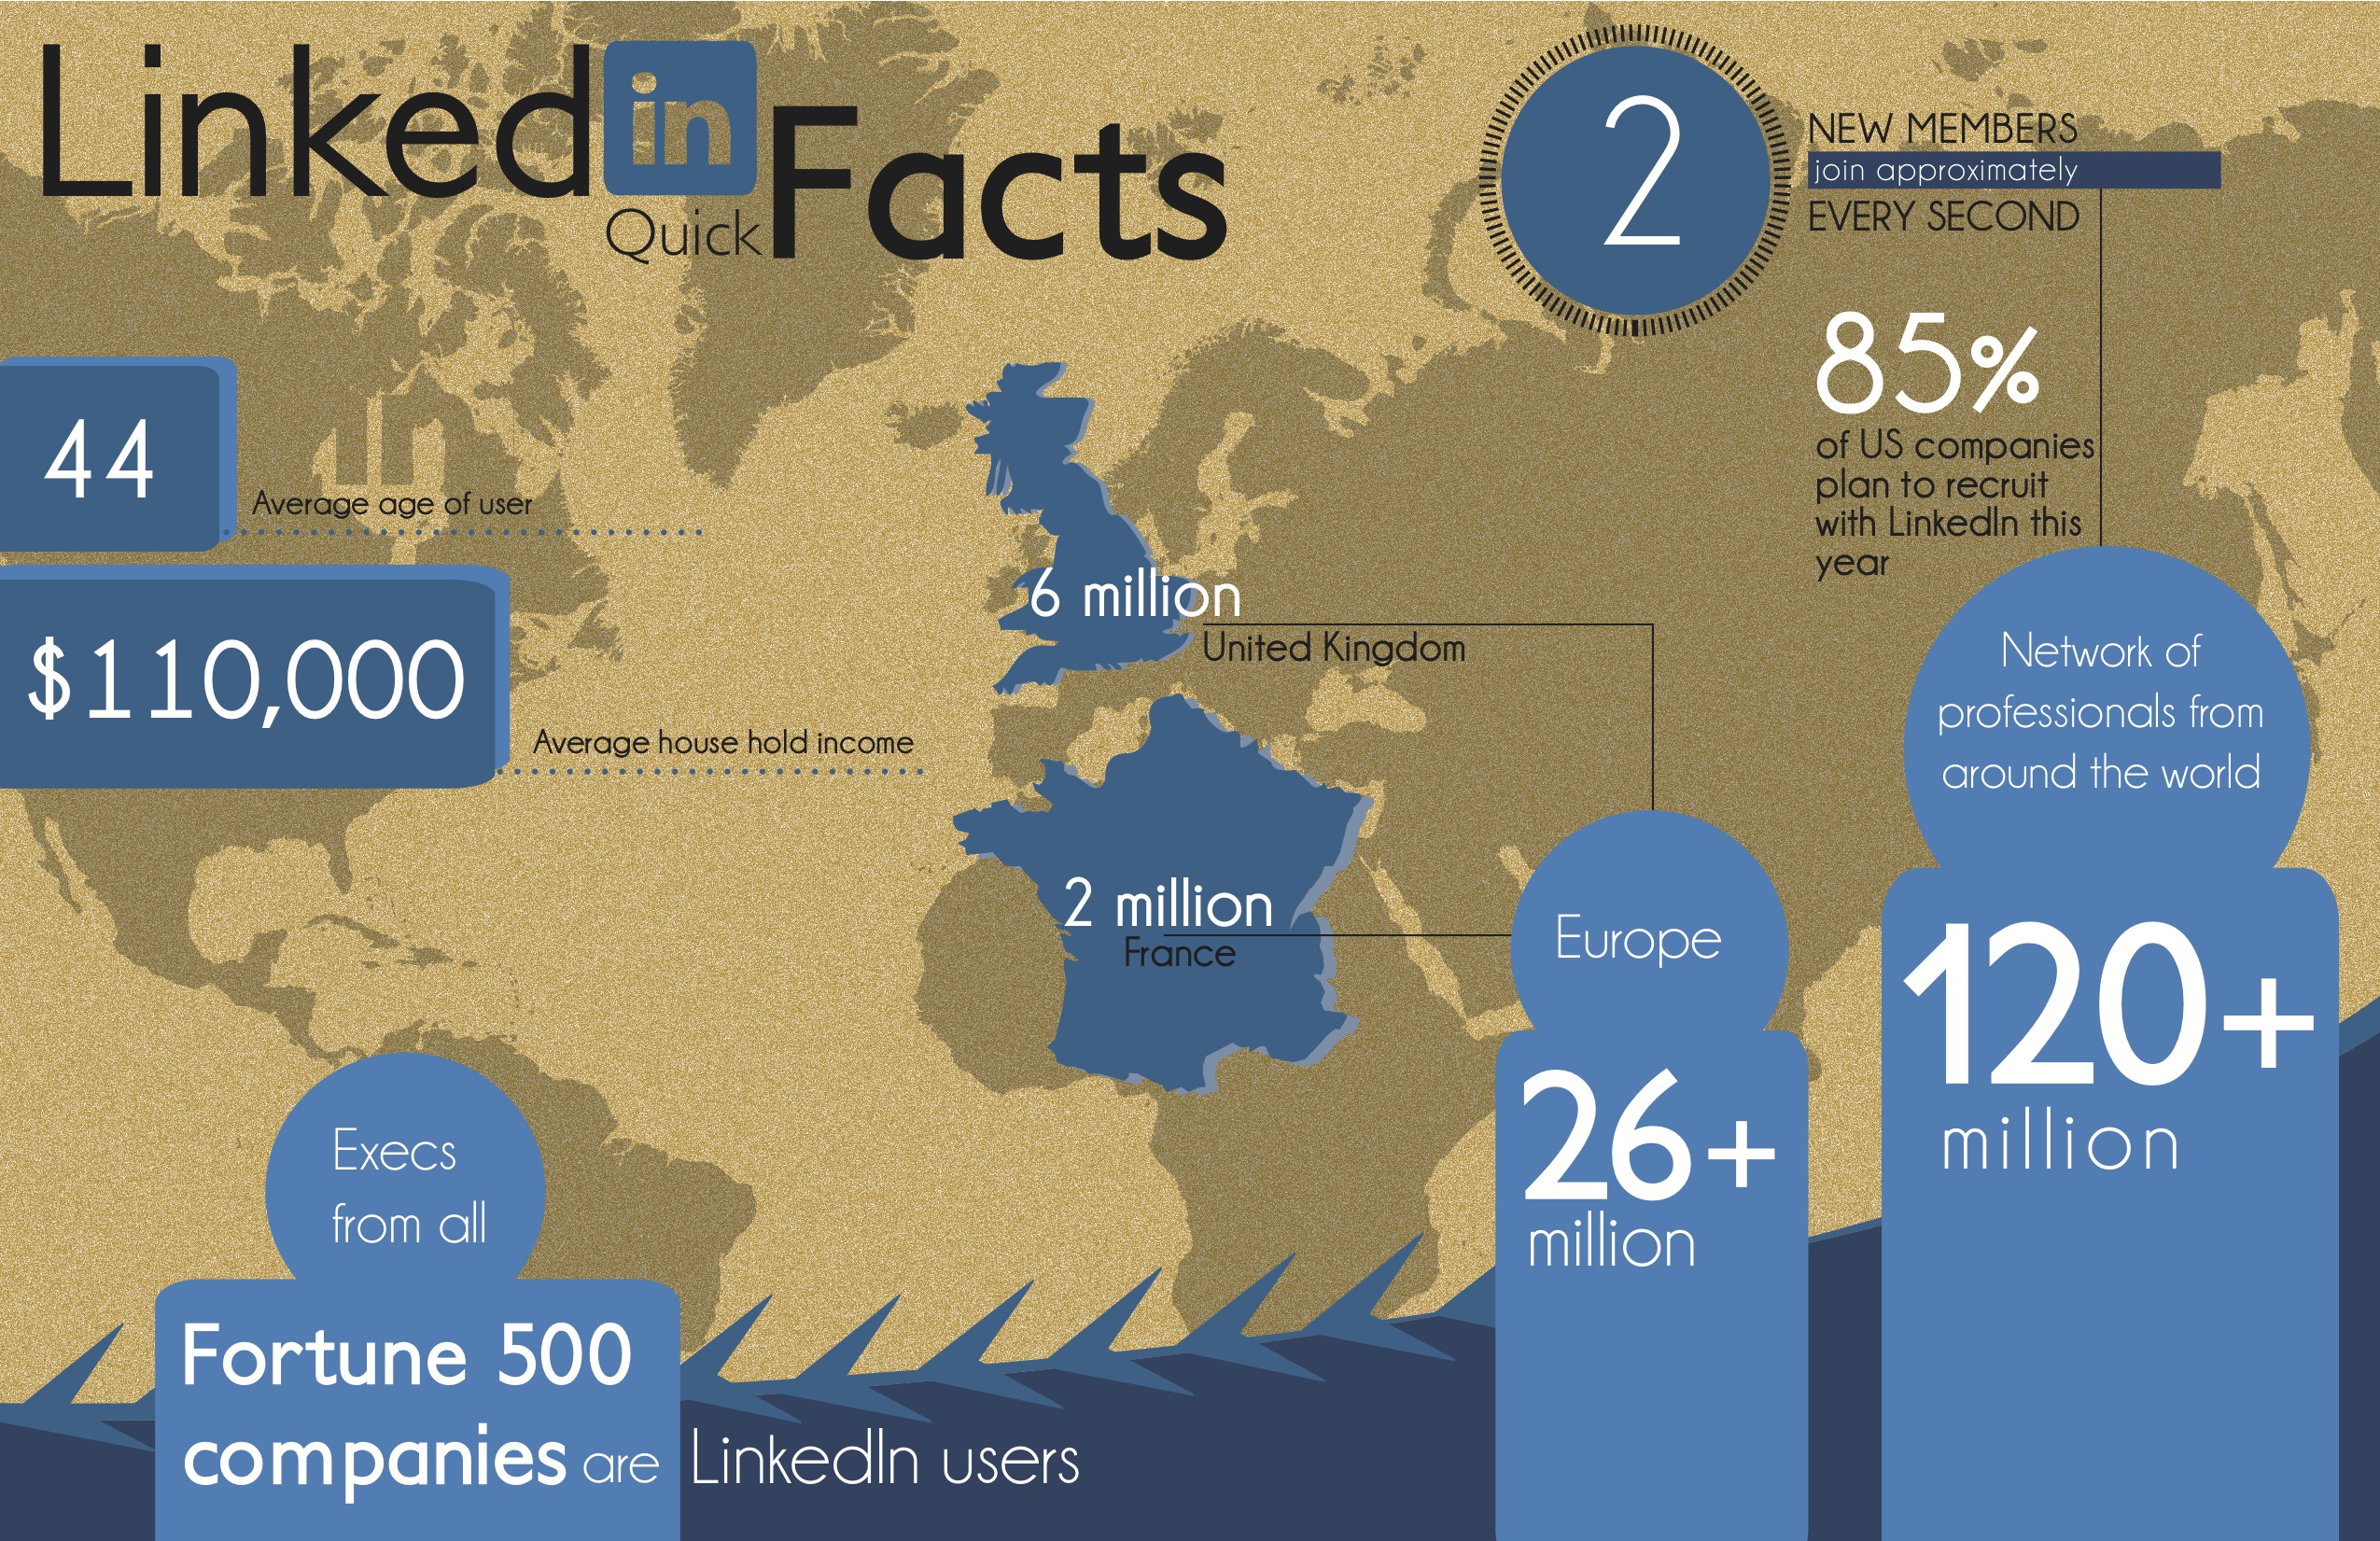 Linked in
Quick Facts
2
NEW MEMBERS
join approximately
EVERY SECOND
85%
of US companies
plan to recruit
with LinkedIn this
year
44
Average age of user
in
$110,000
Average house hold income
6 million
United Kingdom
2 million
France
Europe
26+
million
Network of
professionals from
around the world
120+
million
Execs
from all
Fortune 500
companies are LinkedIn users